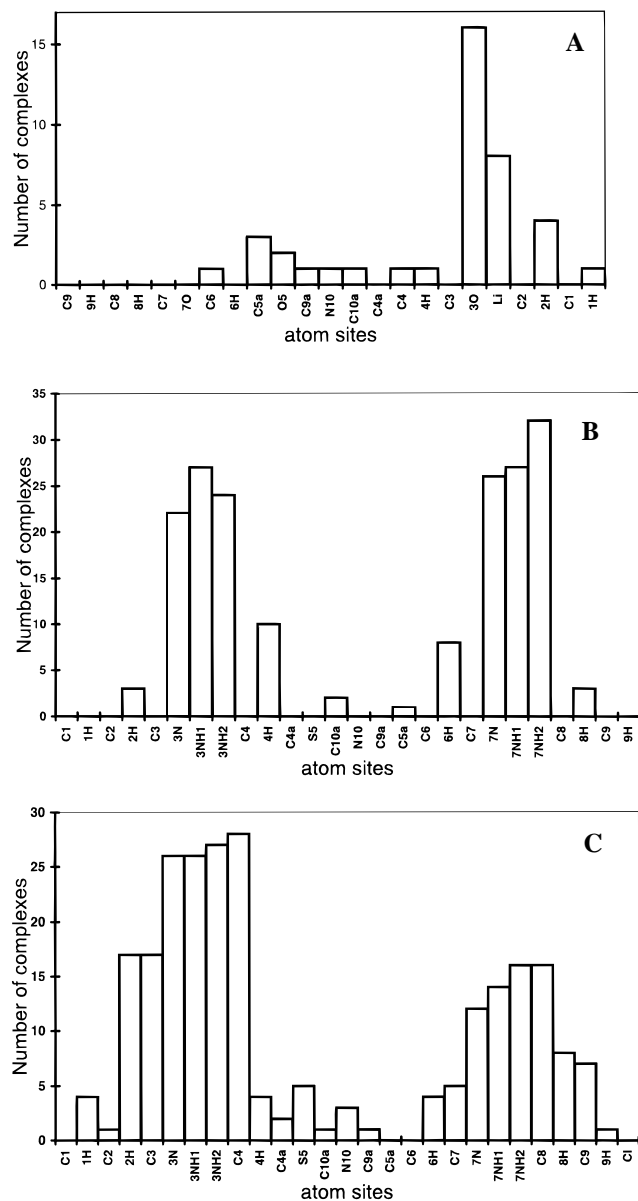 A
Number of complexes
15
10
5
0
C9 9H C8 8H C7 7O C6 6H C5a O5 C9a N10 C10a C4a C4 4H C3 3O Li C2 2H C1 1H
atom sites
B
Number of complexes
35
30
25
20
15
10
5
0
C1 1H C2 2H C3 3N 3NH1 3NH2 C4 4H C4a S5 C10a N10 C9a C5a C6 6H C7 7N 7NH1 7NH2 C8 8H C9 9H
atom sites
C
Number of complexes
30
25
20
15
10
5
0
C1 1H C2 2H C3 3N 3NH1 3NH2 C4 4H C4a S5 C10a N10 C9a C5a C6 6H C7 7N 7NH1 7NH2 C8 8H C9 9H Cl
atom sites